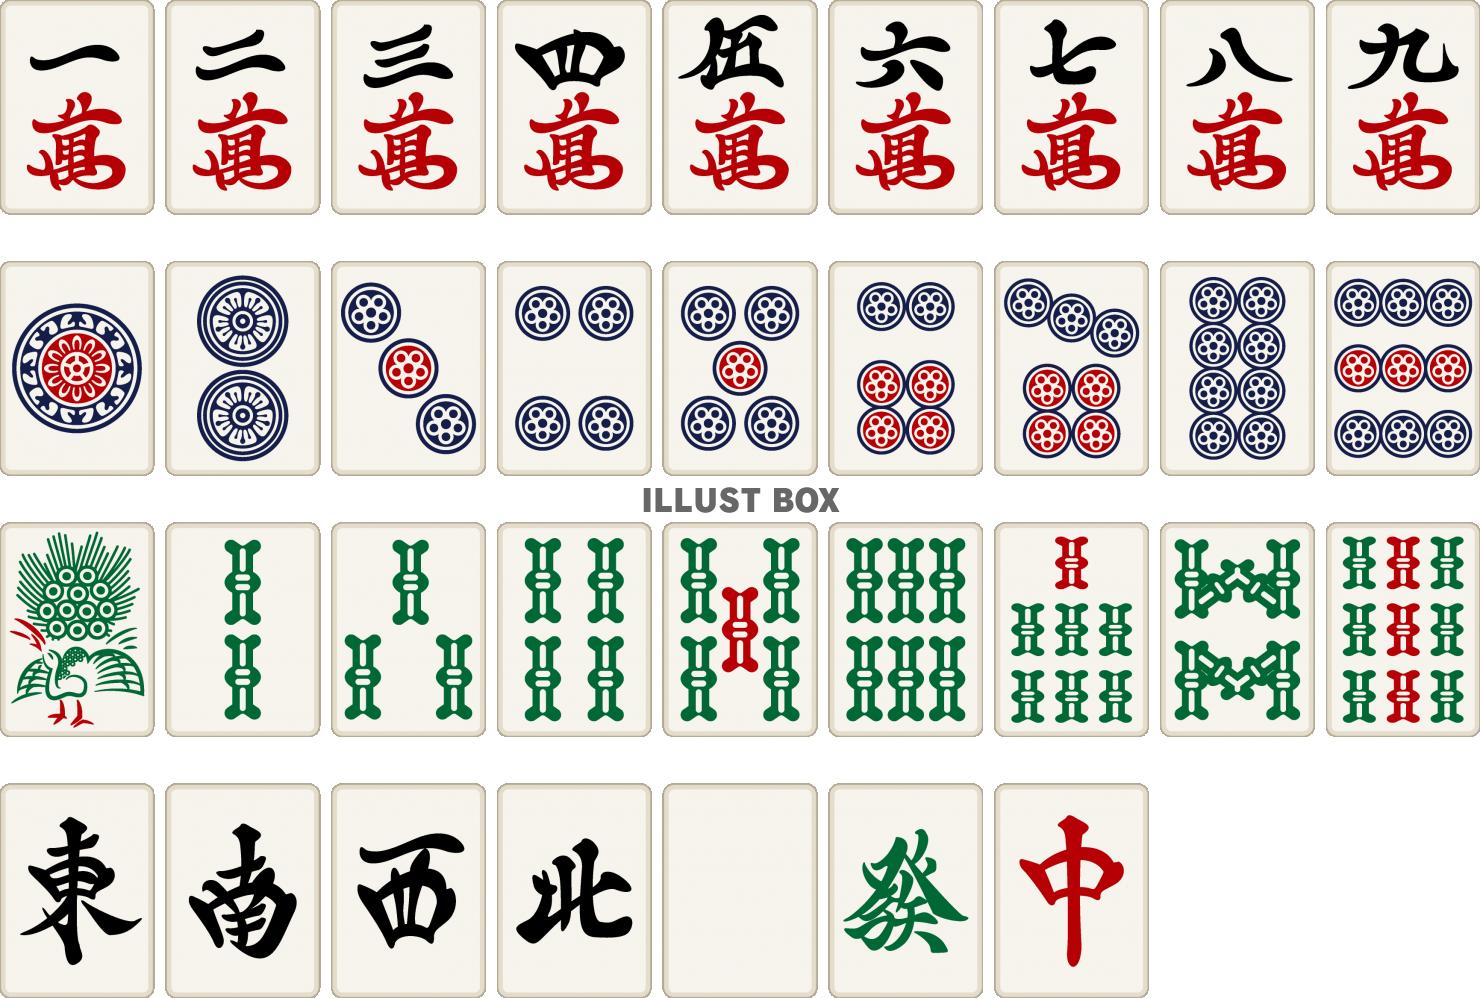 一 二 三 四 伍 六 七 八 九
萬 萬 萬 萬 萬 萬 萬 萬 萬
ILLUST BOX
東 南 西 北 發 中